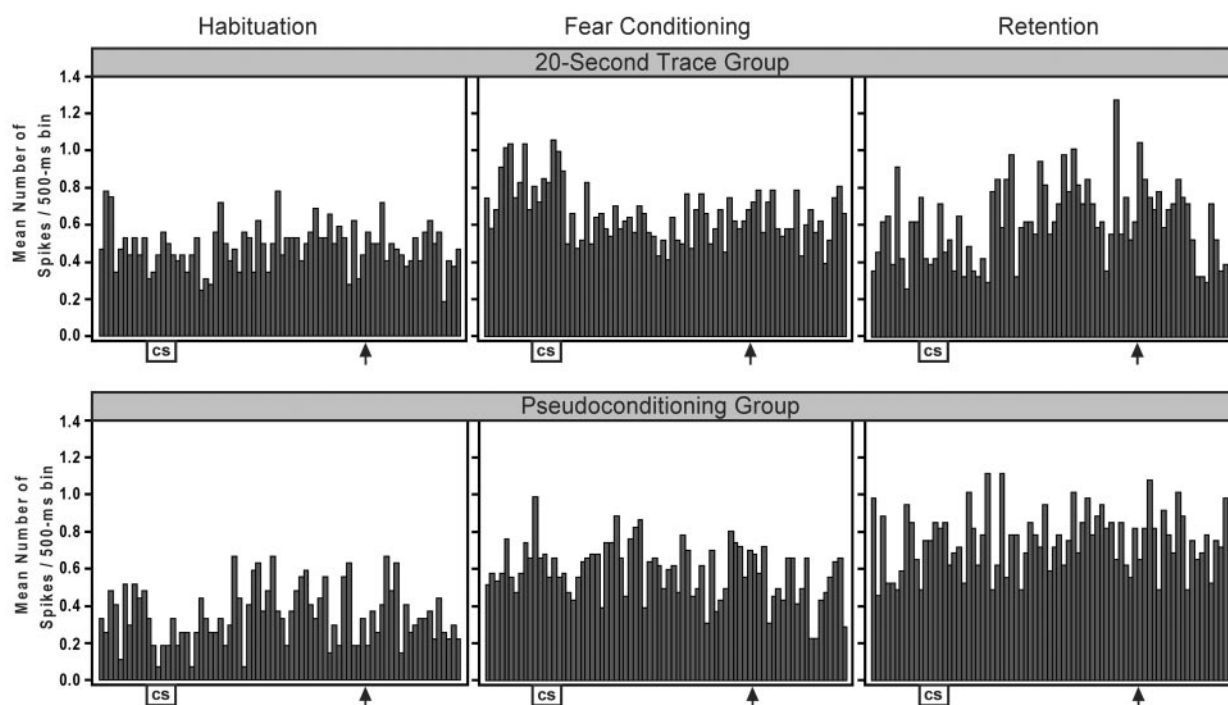 Habituation Fear Conditioning Retention
20-Second Trace Group
Mean Number of
Spikes / 500-ms bin
1.4
1.2
1.0
0.8
0.6
0.4
0.2
0.0
CS CS CS
Pseudoconditioning Group
Mean Number of
Spikes / 500-ms bin
1.4
1.2
1.0
0.8
0.6
0.4
0.2
0.0
CS CS CS